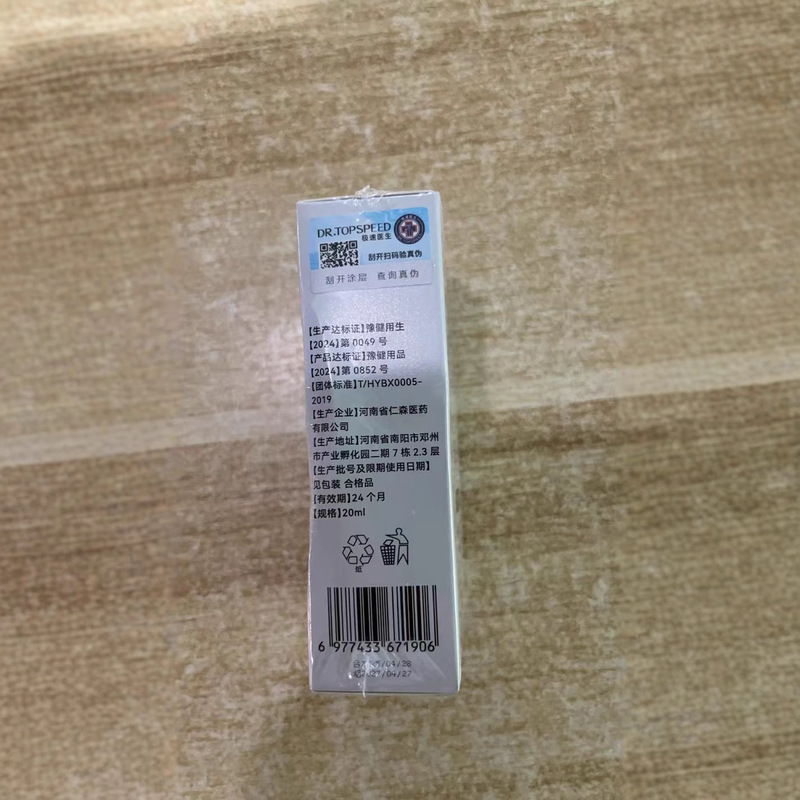 DR.TOPSPEED
极速医生
刮开扫码验真伪
刮开涂层 查询真伪
【生产达标证】豫健用生
【2024】第 0049 号
【产品达标证】豫健用品
【2024】第 0852 号
【团体标准】T/HYBX0005-
2019
【生产企业】河南省仁森医药
有限公司
【生产地址】河南省南阳市邓州
市产业孵化园二期 7 栋 2.3 层
【生产批号及限期使用日期】
见包装 合格品
【有效期】24 个月
【规格】20ml
纸
6 977433 671906
/04/28
2027/04/27